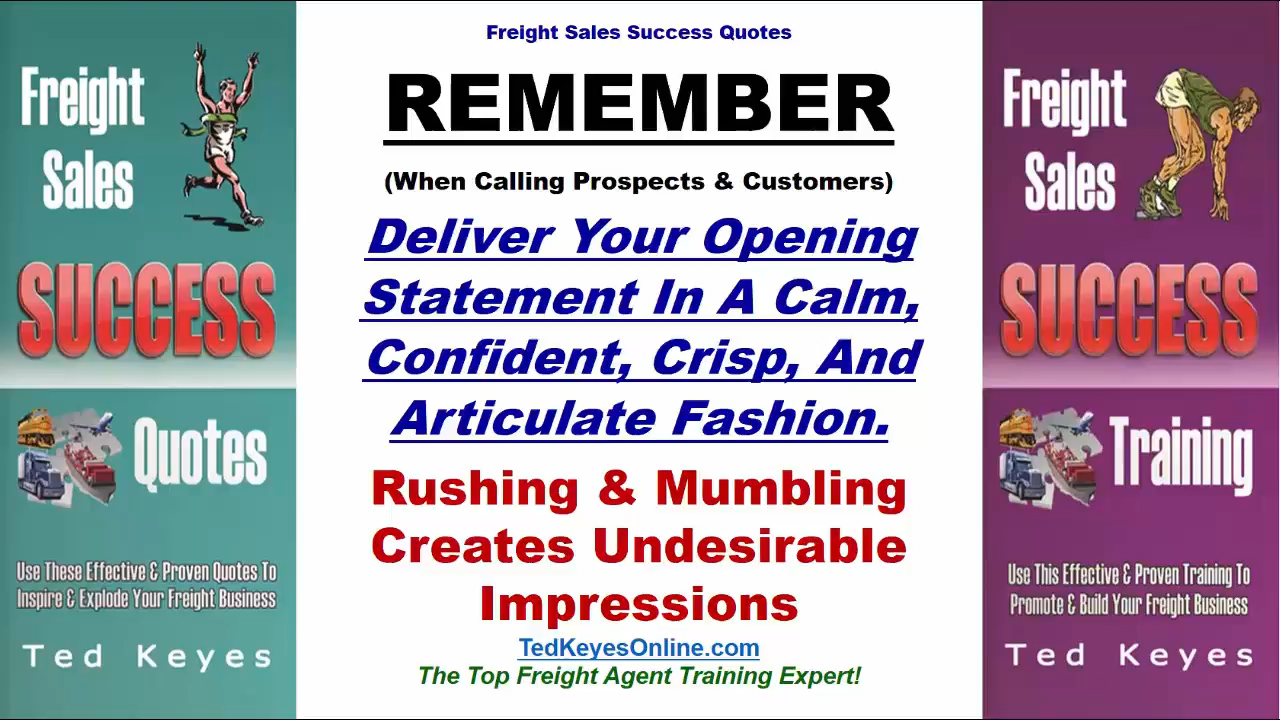 Freight
Sales
SUCCESS
Quotes
Use These Effective & Proven Quotes To
Inspire & Explode Your Freight Business
Ted Keyes
Freight Sales Success Quotes
REMEMBER
(When Calling Prospects & Customers)
Deliver Your Opening
Statement In A Calm,
Confident, Crisp, And
Articulate Fashion.
Rushing & Mumbling
Creates Undesirable
Impressions
TedKeyesOnline.com
The Top Freight Agent Training Expert!
Freight
Sales
SUCCESS
Training
Use This Effective & Proven Training To
Promote & Build Your Freight Business
Ted Keyes